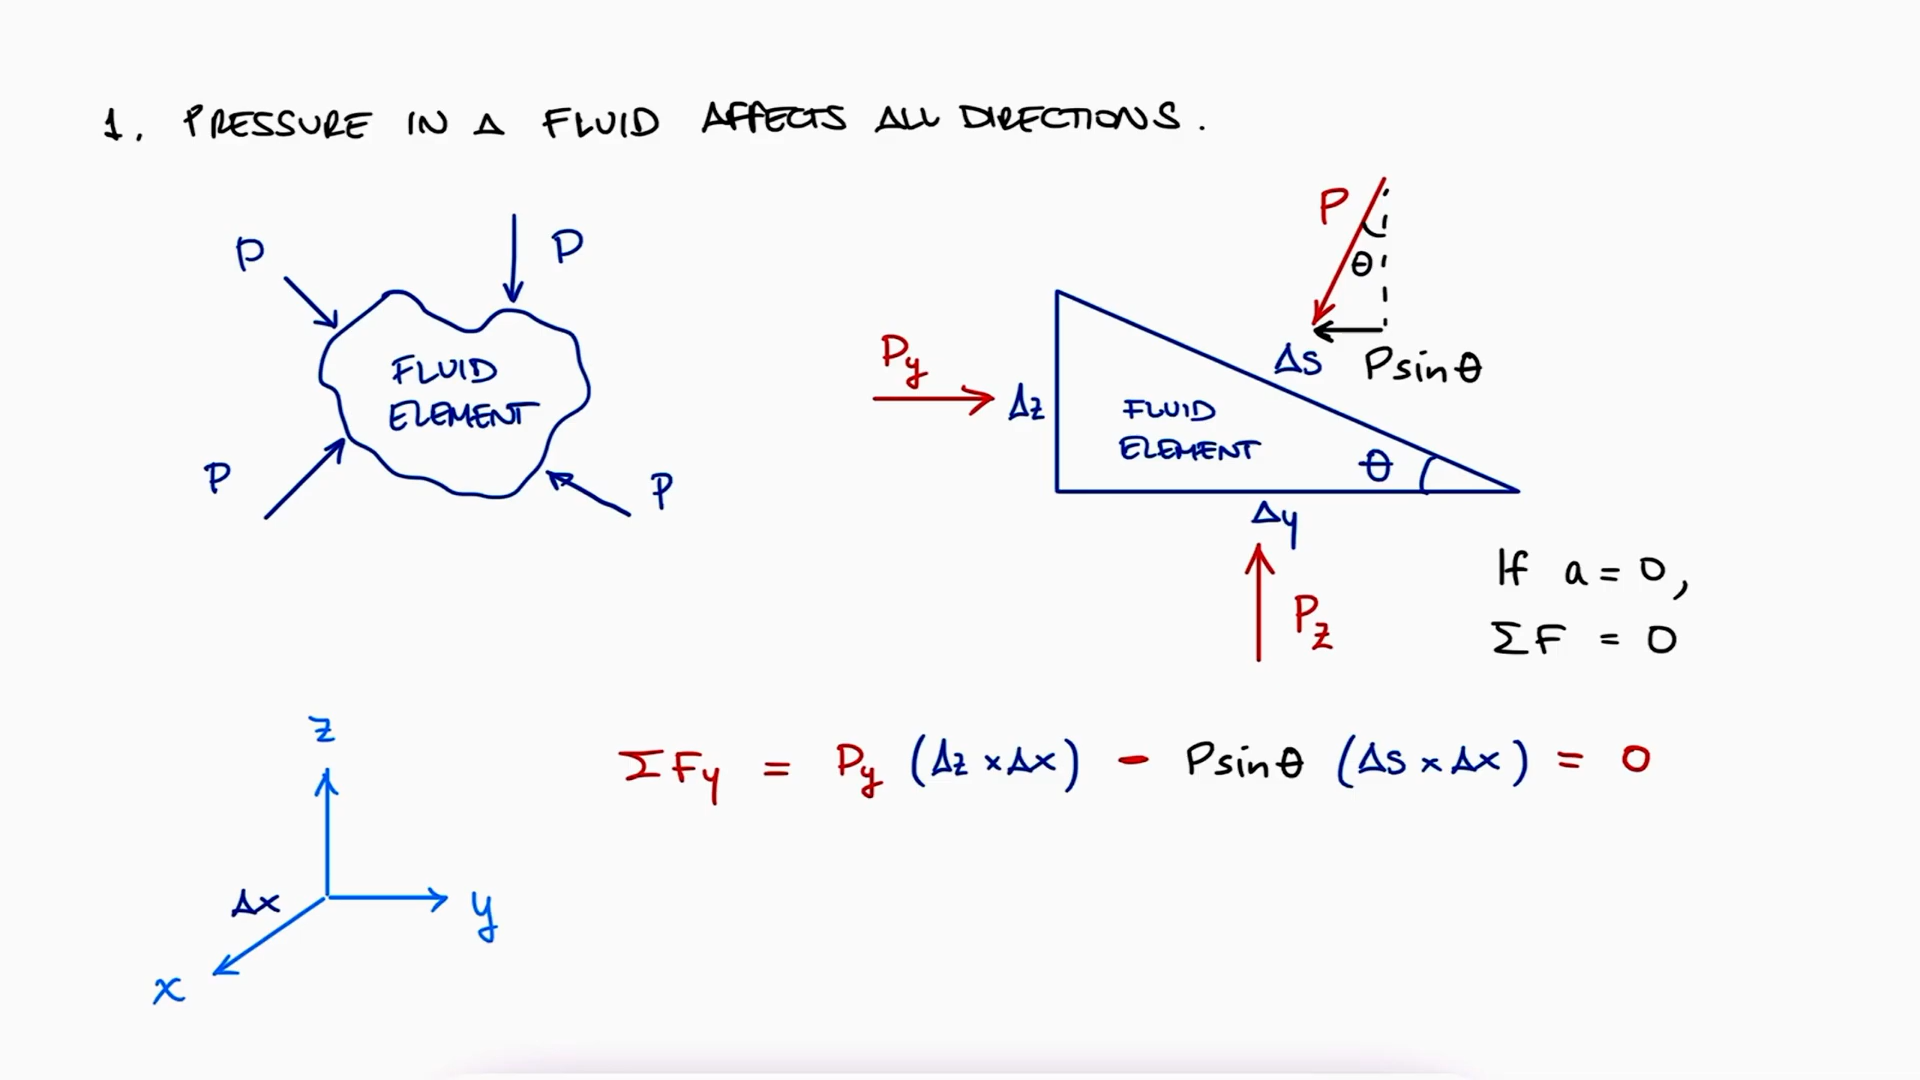 1. PRESSURE IN A FLUID AFFECTS ALL DIRECTIONS.
P
P
FLUID
ELEMENT
P
P
P
θ
Psinθ
Py
Δz
Δs
FLUID
ELEMENT
θ
Δy
Pz
If a = 0,
ΣF = 0
z
Δx
y
x
ΣFy = Py (Δz × Δx) - Psinθ (Δs × Δx) = 0